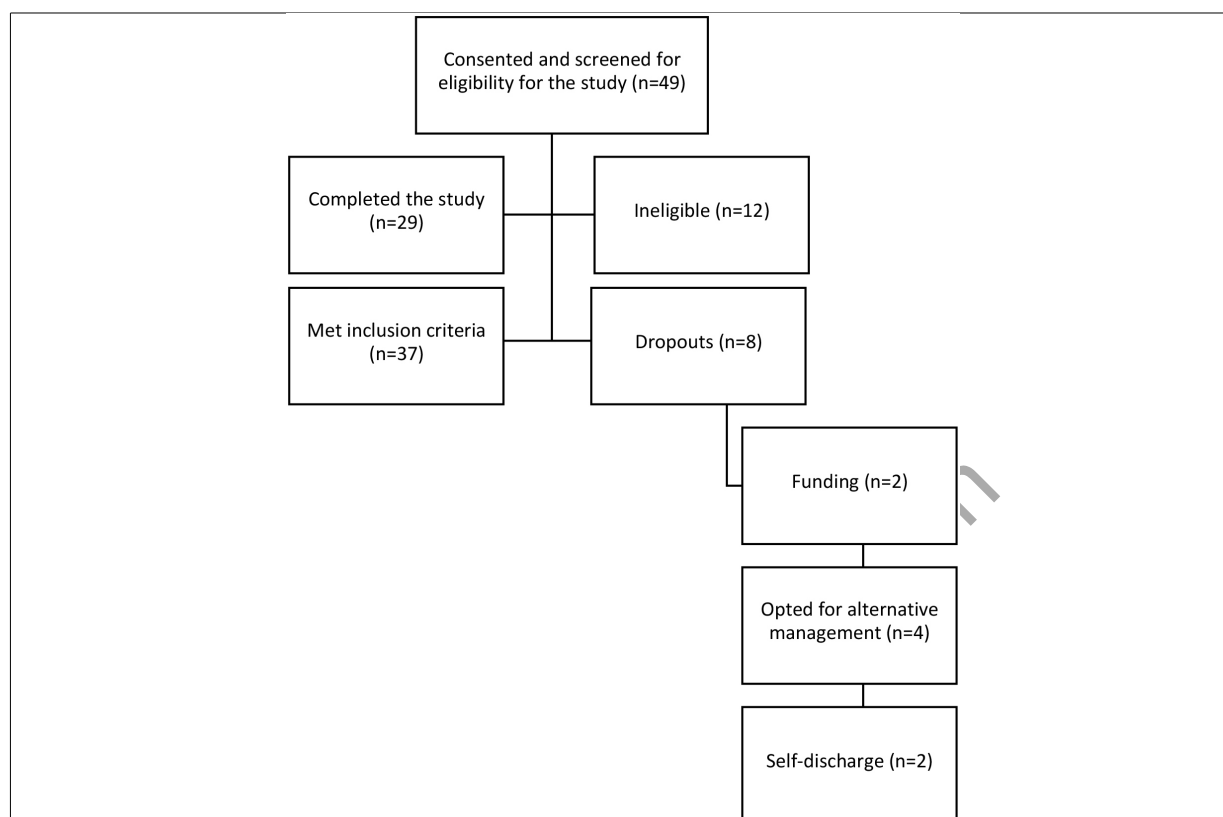 Consented and screened for
eligibility for the study (n=49)
Completed the study
(n=29)
Ineligible (n=12)
Met inclusion criteria
(n=37)
Dropouts (n=8)
Funding (n=2)
Opted for alternative
management (n=4)
Self-discharge (n=2)